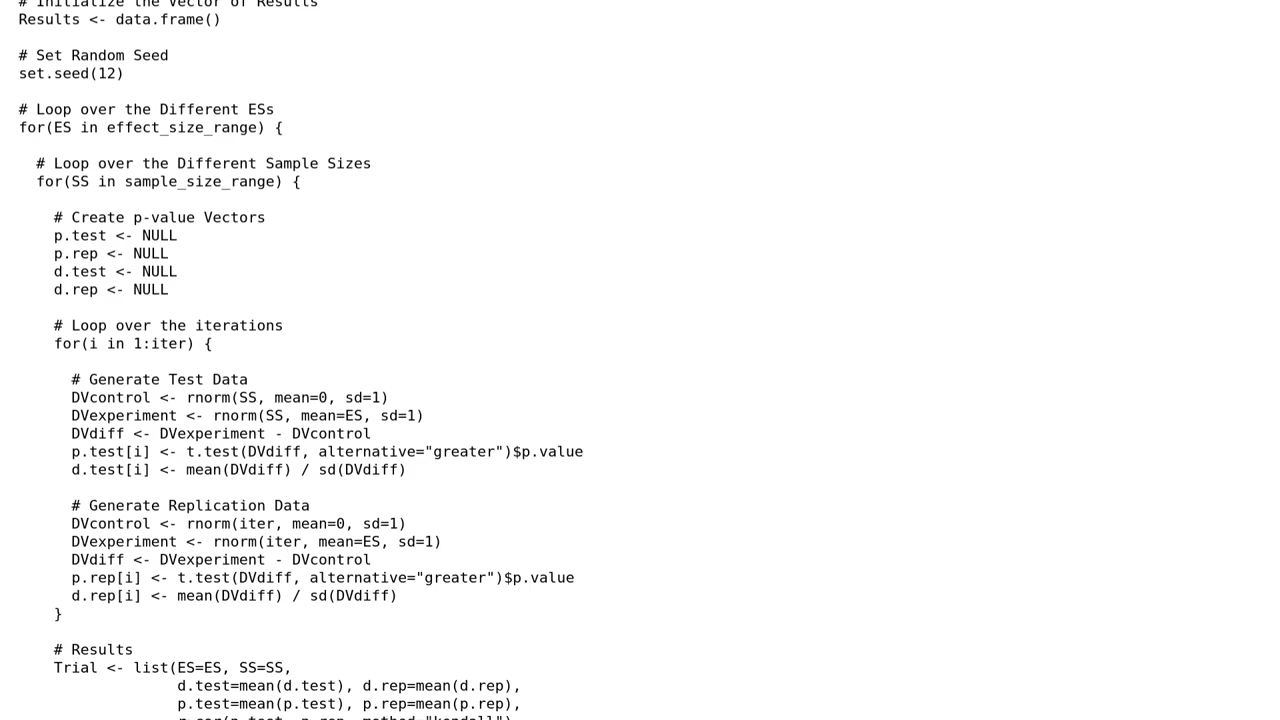 # Initialize the Vector of Results
Results <- data.frame()
# Set Random Seed
set.seed(12)
# Loop over the Different ESs
for(ES in effect_size_range) {
# Loop over the Different Sample Sizes
for(SS in sample_size_range) {
# Create p-value Vectors
p.test <- NULL
p.rep <- NULL
d.test <- NULL
d.rep <- NULL
# Loop over the iterations
for(i in 1:iter) {
# Generate Test Data
DVcontrol <- rnorm(SS, mean=0, sd=1)
DVexperiment <- rnorm(SS, mean=ES, sd=1)
DVdiff <- DVexperiment - DVcontrol
p.test[i] <- t.test(DVdiff, alternative="greater")$p.value
d.test[i] <- mean(DVdiff) / sd(DVdiff)
# Generate Replication Data
DVcontrol <- rnorm(iter, mean=0, sd=1)
DVexperiment <- rnorm(iter, mean=ES, sd=1)
DVdiff <- DVexperiment - DVcontrol
p.rep[i] <- t.test(DVdiff, alternative="greater")$p.value
d.rep[i] <- mean(DVdiff) / sd(DVdiff)
}
# Results
Trial <- list(ES=ES, SS=SS,
d.test=mean(d.test), d.rep=mean(d.rep),
p.test=mean(p.test), p.rep=mean(p.rep),